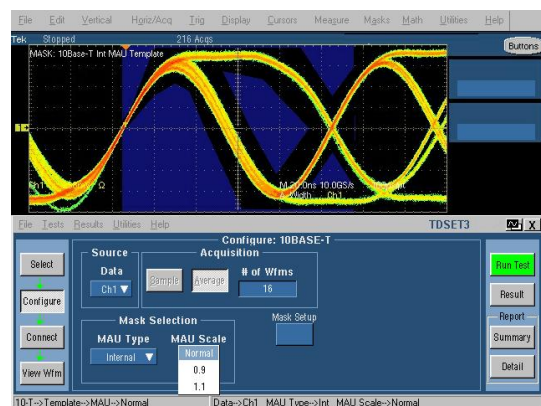 File Edit Vertical Horiz/Acq Trig Display Cursors Measure Masks Math Utilities Help
Tek Stopped 216 Acqs
Buttons
MASK: 10Base-T Int MAU Template
1
Ch1 Ω M 20.0ns 10.0GS/s
Width Ch1
File Tests Results Utilities Help TDSET3 X
Configure: 10BASE-T
Source Acquisition
Select Data Sample Average # of Wfms Run Test
Ch1 16
Configure Result
Mask Selection Mask Setup Report
Connect MAU Type MAU Scale Summary
Internal Normal
View Wfm 0.9 Detail
1.1
10-T-->Template-->MAU-->Normal Data-->Ch1 MAU Type-->Int MAU Scale-->Normal